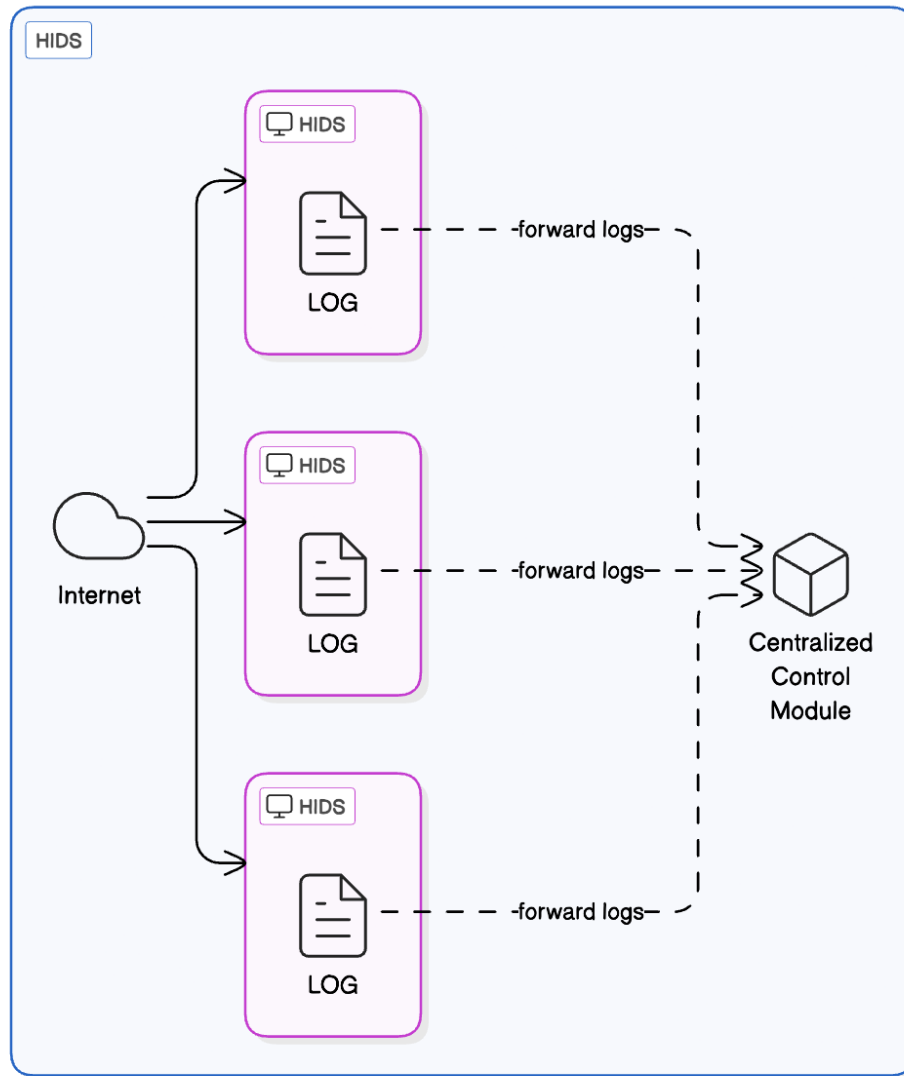 HIDS
HIDS
LOG
forward logs
HIDS
LOG
forward logs
Internet
Centralized
Control
Module
HIDS
LOG
forward logs